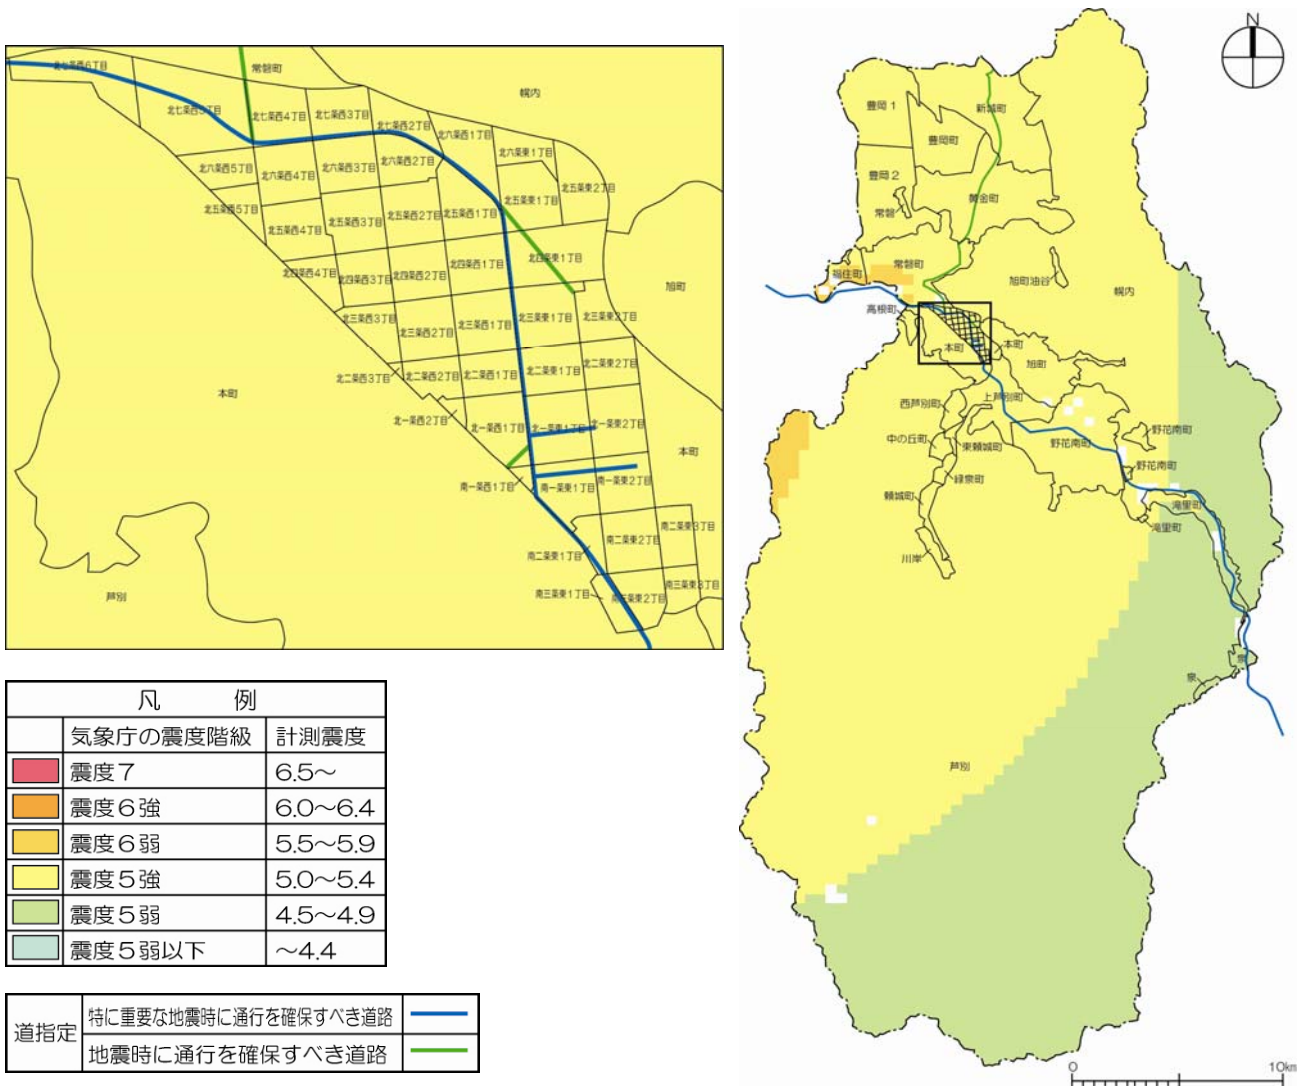 北七条西6丁目
常磐町
幌内
北七条西5丁目
北七条西4丁目
北七条西3丁目
北七条西2丁目
北六条西1丁目
北六条東1丁目
北六条西5丁目
北六条西4丁目
北六条西3丁目
北六条西2丁目
北五条東2丁目
北五条東1丁目
北五条西5丁目
北五条西4丁目
北五条西3丁目
北五条西2丁目
北五条西1丁目
北四条西4丁目
北四条西3丁目
北四条西2丁目
北四条西1丁目
北四条東1丁目
旭町
北三条西3丁目
北三条西2丁目
北三条西1丁目
北三条東1丁目
北三条東2丁目
北二条西3丁目
北二条西2丁目
北二条西1丁目
北二条東1丁目
北二条東2丁目
本町
北一条西2丁目
北一条西1丁目
北一条東1丁目
北一条東2丁目
本町
南一条西1丁目
南一条東1丁目
南一条東2丁目
南二条東1丁目
南二条東2丁目
南二条東3丁目
芦別
南三条東1丁目
南三条東2丁目
南三条東3丁目
凡 例
気象庁の震度階級 計測震度
震度7 6.5～
震度6強 6.0～6.4
震度6弱 5.5～5.9
震度5強 5.0～5.4
震度5弱 4.5～4.9
震度5弱以下 ～4.4
道指定
特に重要な地震時に通行を確保すべき道路
地震時に通行を確保すべき道路
N
豊岡1
新城町
豊岡町
豊岡2
黄金町
常磐
常磐町
福住町
旭町油谷
幌内
高根町
本町
本町
旭町
上芦別町
西芦別町
中の丘町
東頼城町
野花南町
野花南町
野花南町
緑泉町
頼城町
滝里町
滝里町
川岸
泉
泉
芦別
0 10km